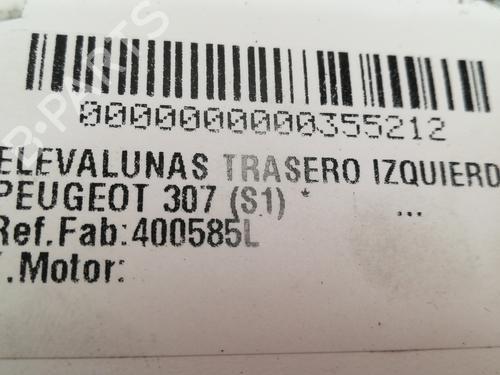 0000000000355212
ELEVALUNAS TRASERO IZQUIERD
PEUGEOT 307 (S1) * ...
Ref.Fab:400585L
.Motor: